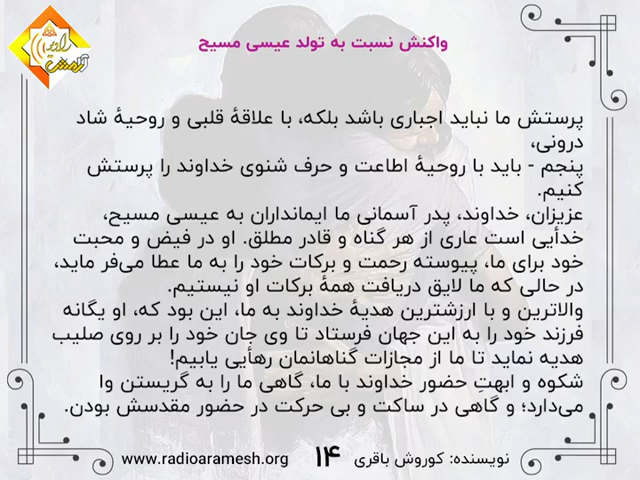 رادیو
آرامش
واکنش نسبت به تولد عیسی مسیح
پرستش ما نباید اجباری باشد بلکه، با علاقهٔ قلبی و روحیهٔ شاد
درونی،
پنجم - باید با روحیهٔ اطاعت و حرف شنوی خداوند را پرستش
کنیم.
عزیزان، خداوند، پدر آسمانی ما ایمانداران به عیسی مسیح،
خدأیی است عاری از هر گناه و قادر مطلق. او در فیض و محبت
خود برای ما، پیوسته رحمت و برکات خود را به ما عطا می‌فر ماید،
در حالی که ما لایق دریافت همهٔ برکات او نیستیم.
والاترین و با ارزشترین هدیهٔ خداوند به ما، این بود که، او یگانه
فرزند خود را به این جهان فرستاد تا وی جان خود را بر روی صلیب
هدیه نماید تا ما از مجازات گناهانمان رهأیی یابیم!
شکوه و ابهتِ حضور خداوند با ما، گاهی ما را به گریستن وا
می‌دارد؛ و گاهی در ساکت و بی حرکت در حضور مقدسش بودن.
نویسنده: کوروش باقری ۱۴ www.radioaramesh.org